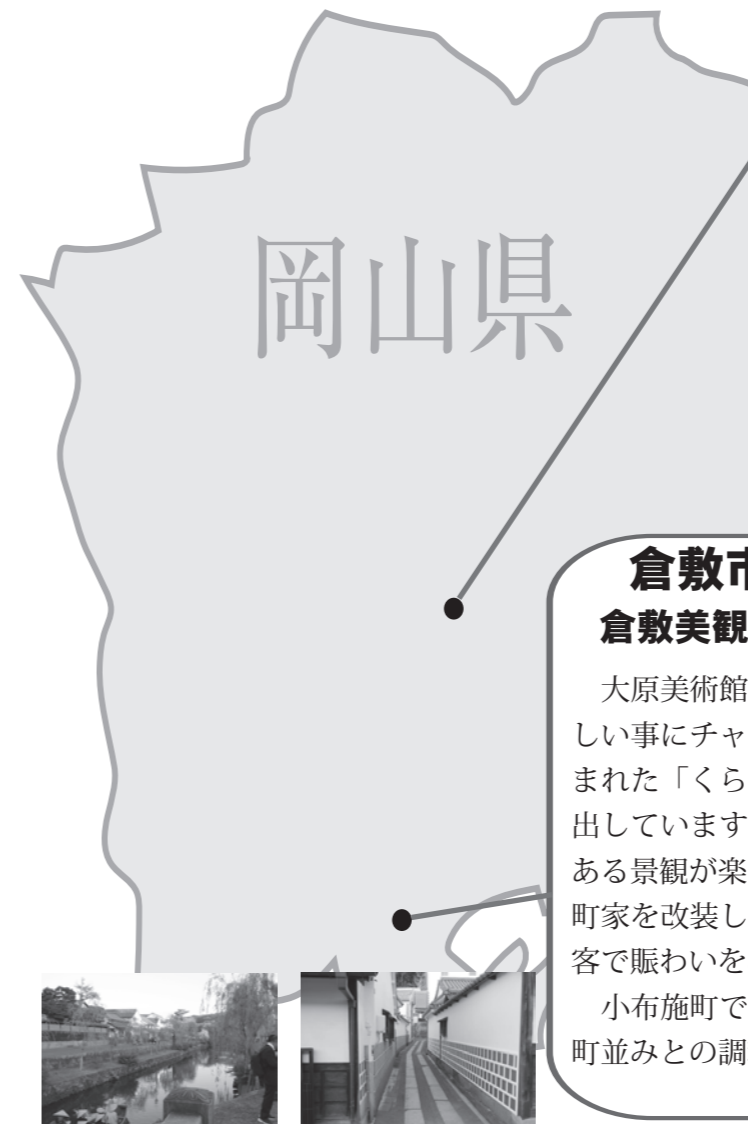 岡山県
倉敷市
倉敷美観
大原美術館
しい事にチャ
まれた「くら
出しています
ある景観が楽
町家を改装し
客で賑わいを
小布施町で
町並みとの調